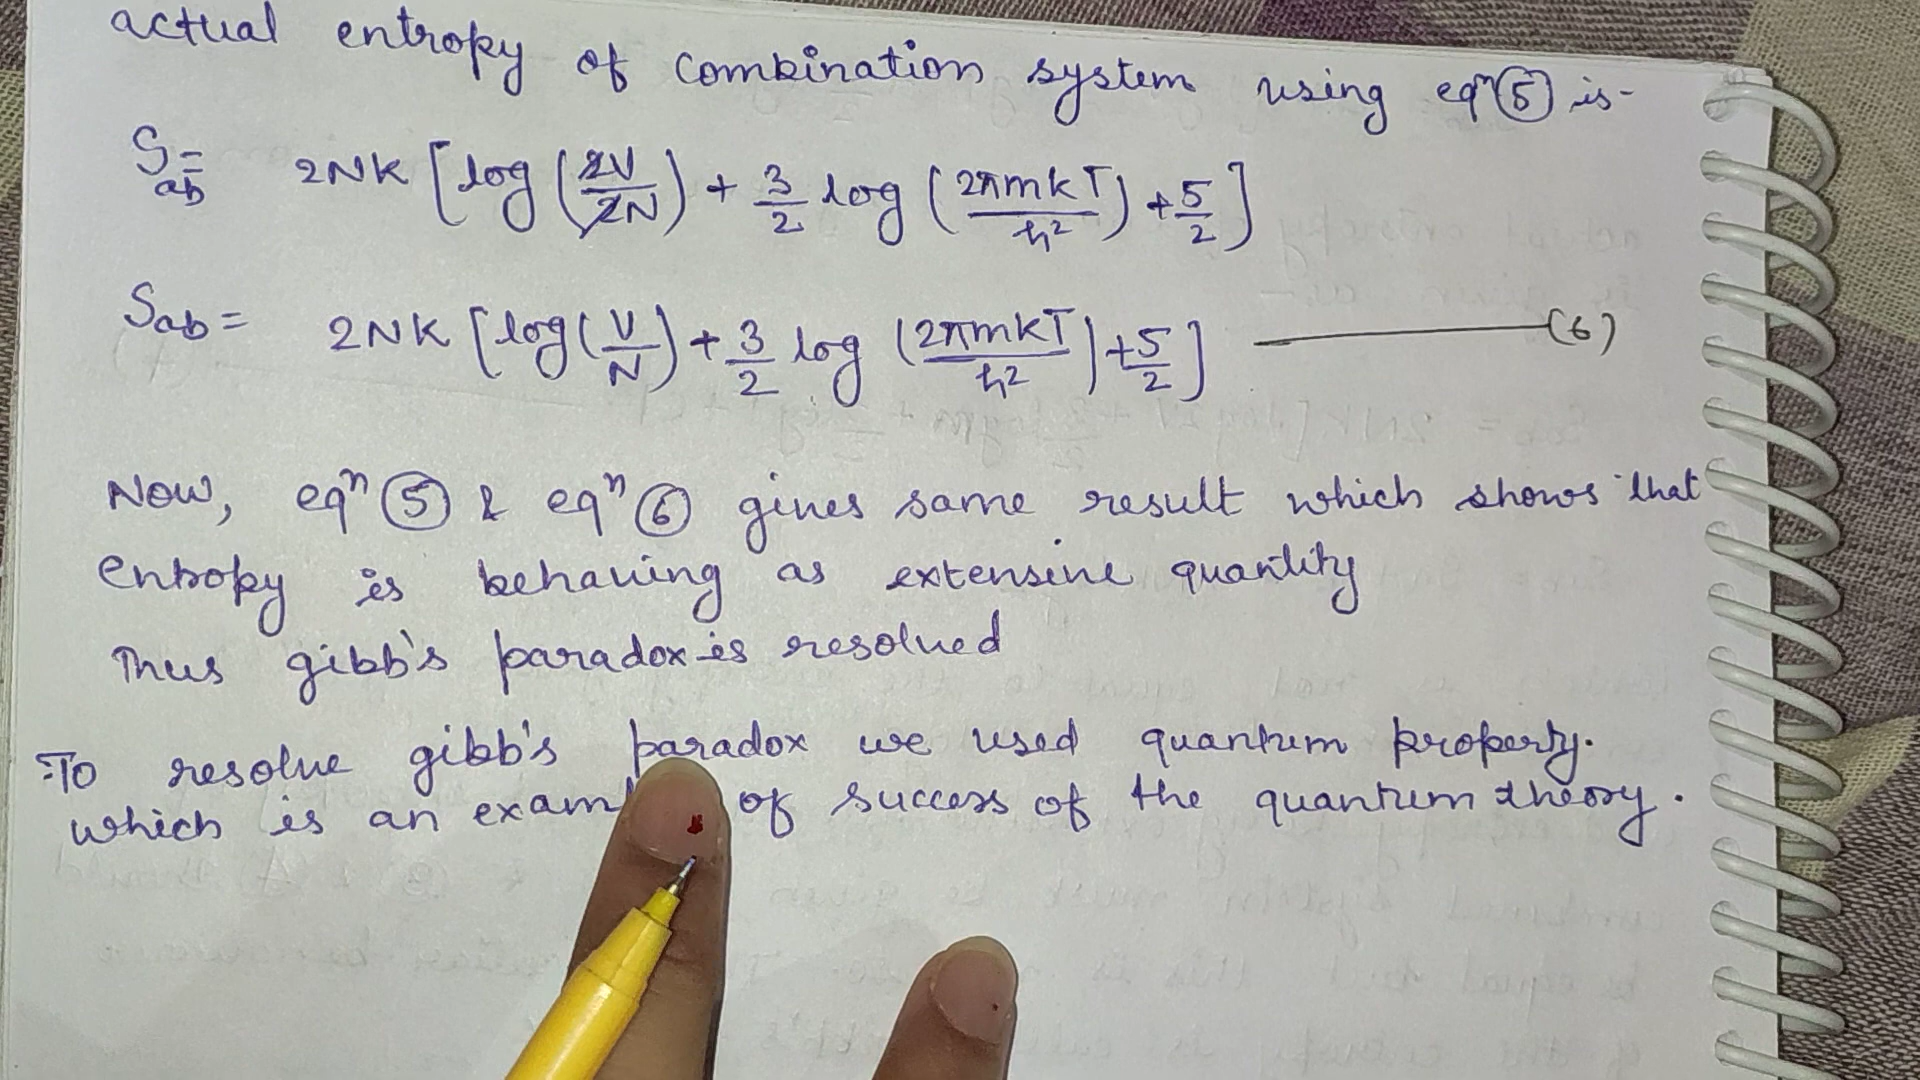 actual entropy of combination system using eqⁿ (5) is-
S_ab = 2NK [log (2V/2N) + 3/2 log (2πmkT/h²) + 5/2]
Sab = 2NK [log (V/N) + 3/2 log (2πmkT/h²) + 5/2] ——— (6)
Now, eqⁿ (5) & eqⁿ (6) gives same result which shows that
entropy is behaving as extensive quantity
Thus gibb's paradox is resolved
To resolve gibb's paradox we used quantum property.
which is an of success of the quantum theory.